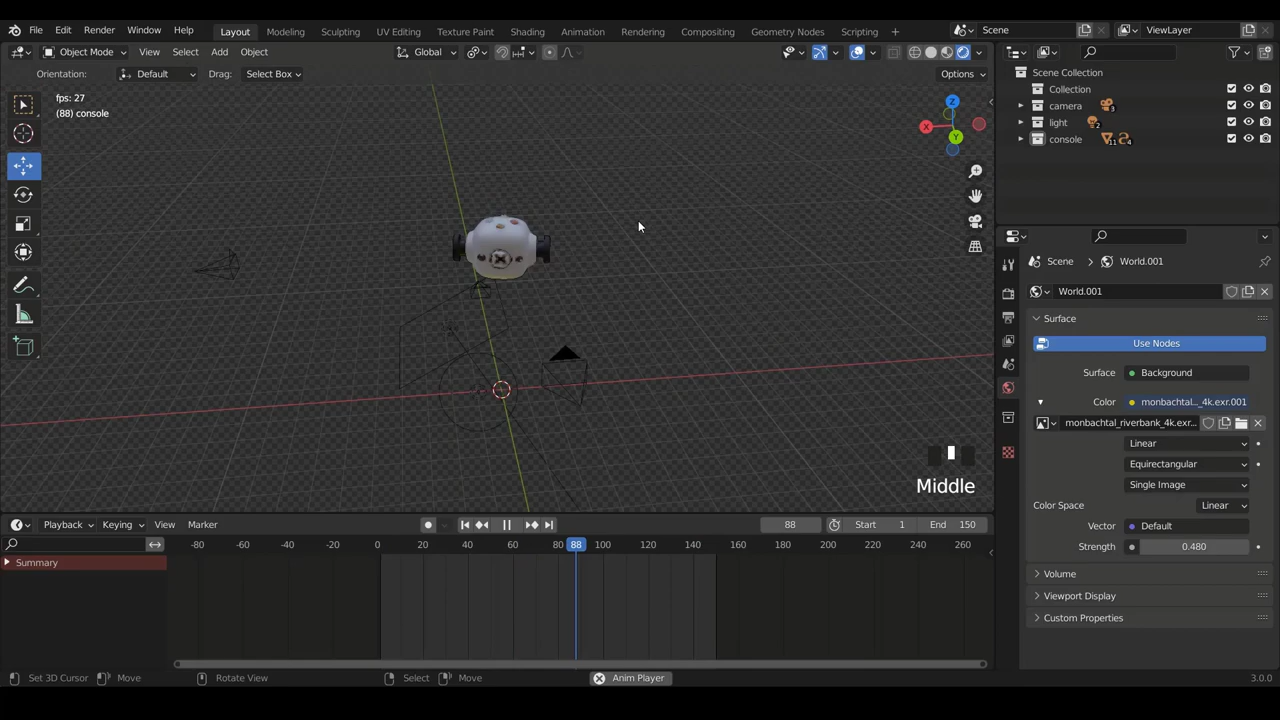 File Edit Render Window Help Layout Modeling Sculpting UV Editing Texture Paint Shading Animation Rendering Compositing Geometry Nodes Scripting Scene ViewLayer
Object Mode View Select Add Object Global
Orientation: Default Drag: Select Box Options
fps: 27
(88) console
Z
X
Y
Scene Collection
Collection
camera 3
light 2
console 11 4
Scene World.001
World.001
Surface
Use Nodes
Surface Background
Color monbachtal..._4k.exr.001
monbachtal_riverbank_4k.exr...
Linear
Equirectangular
Single Image
Color Space Linear
Vector Default
Strength 0.480
Volume
Viewport Display
Custom Properties
Middle
Playback Keying View Marker 88 Start 1 End 150
-80 -60 -40 -20 0 20 40 60 80 88 100 120 140 160 180 200 220 240 260
Summary
Set 3D Cursor Move Rotate View Select Move Anim Player 3.0.0